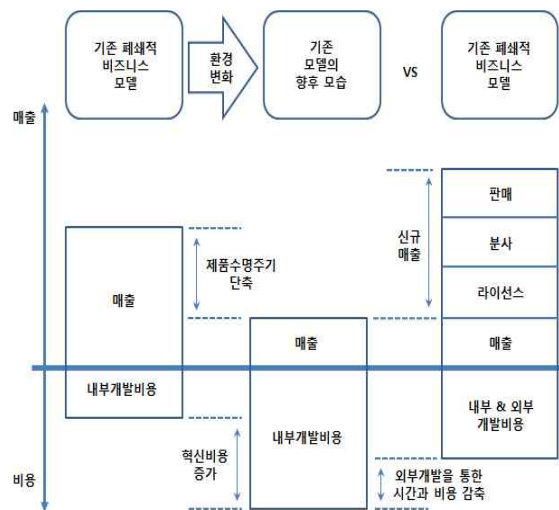 기존 폐쇄적
비즈니스
모델
환경
변화
기존
모델의
향후 모습
VS
기존 폐쇄적
비즈니스
모델
매출
판매
신규
매출
분사
제품수명주기
단축
매출
라이선스
매출
매출
내부개발비용
내부 & 외부
개발비용
내부개발비용
혁신비용
증가
외부개발을 통한
시간과 비용 감축
비용